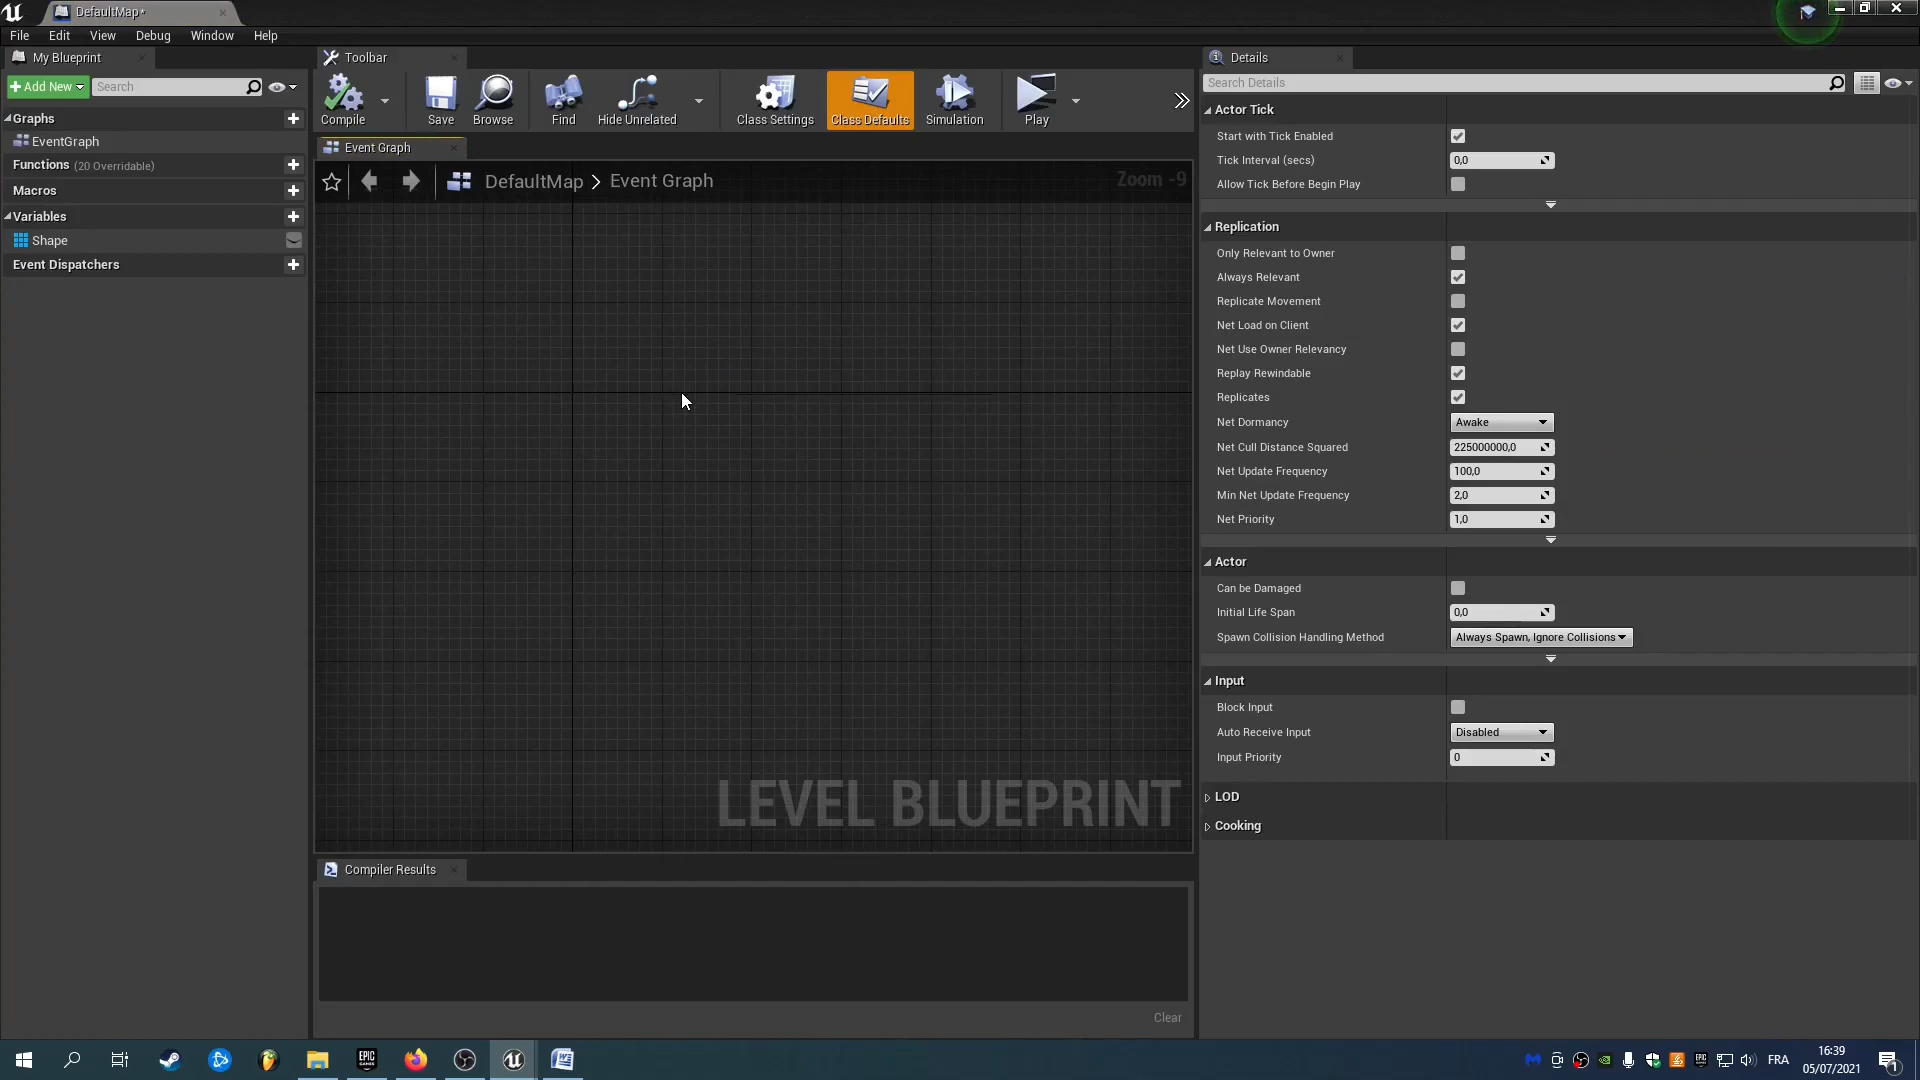 DefaultMap*
File Edit View Debug Window Help
My Blueprint
Add New
Search
Graphs
EventGraph
Functions (20 Overridable)
Macros
Variables
Shape
Event Dispatchers
Toolbar
Compile
Save
Browse
Find
Hide Unrelated
Class Settings
Class Defaults
Simulation
Play
Event Graph
DefaultMap > Event Graph
Zoom -9
LEVEL BLUEPRINT
Compiler Results
Clear
Details
Search Details
Actor Tick
Start with Tick Enabled
Tick Interval (secs) 0,0
Allow Tick Before Begin Play
Replication
Only Relevant to Owner
Always Relevant
Replicate Movement
Net Load on Client
Net Use Owner Relevancy
Replay Rewindable
Replicates
Net Dormancy Awake
Net Cull Distance Squared 225000000,0
Net Update Frequency 100,0
Min Net Update Frequency 2,0
Net Priority 1,0
Actor
Can be Damaged
Initial Life Span 0,0
Spawn Collision Handling Method Always Spawn, Ignore Collisions
Input
Block Input
Auto Receive Input Disabled
Input Priority 0
LOD
Cooking
EPIC GAMES
FRA
16:39
05/07/2021
1